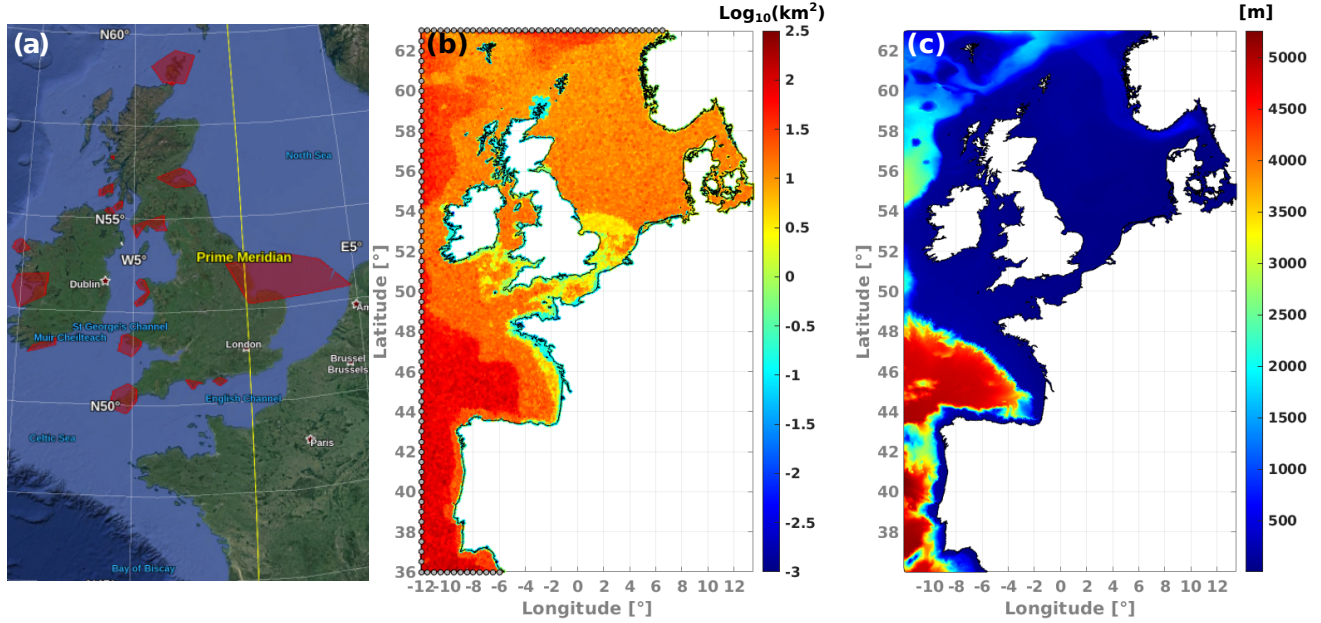 (a)
N60°
North Sea
N55°
E5°
W5°
Prime Meridian
Dublin
St George's Channel
Muir Cheilteach
London
Brussel
Brussels
N50°
English Channel
Celtic Sea
Paris
Bay of Biscay
(b)
Log10(km2)
62
60
58
56
54
52
50
48
46
44
42
40
38
36
Latitude [°]
-12 -10 -8 -6 -4 -2 0 2 4 6 8 10 12
Longitude [°]
2.5
2
1.5
1
0.5
0
-0.5
-1
-1.5
-2
-2.5
-3
(c)
[m]
62
60
58
56
54
52
50
48
46
44
42
40
38
36
Latitude [°]
-12 -10 -8 -6 -4 -2 0 2 4 6 8 10 12
Longitude [°]
5000
4500
4000
3500
3000
2500
2000
1500
1000
500